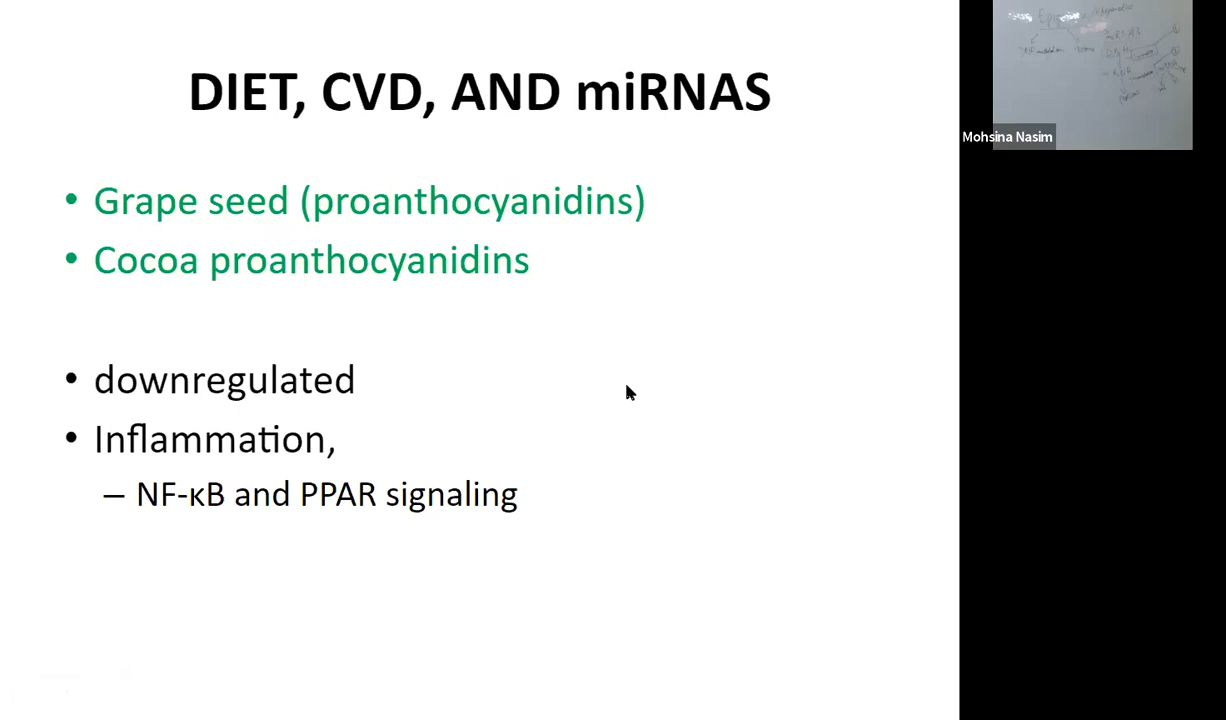 DIET, CVD, AND miRNAS
• Grape seed (proanthocyanidins)
• Cocoa proanthocyanidins
• downregulated
• Inflammation,
– NF-κB and PPAR signaling
Mohsina Nasim